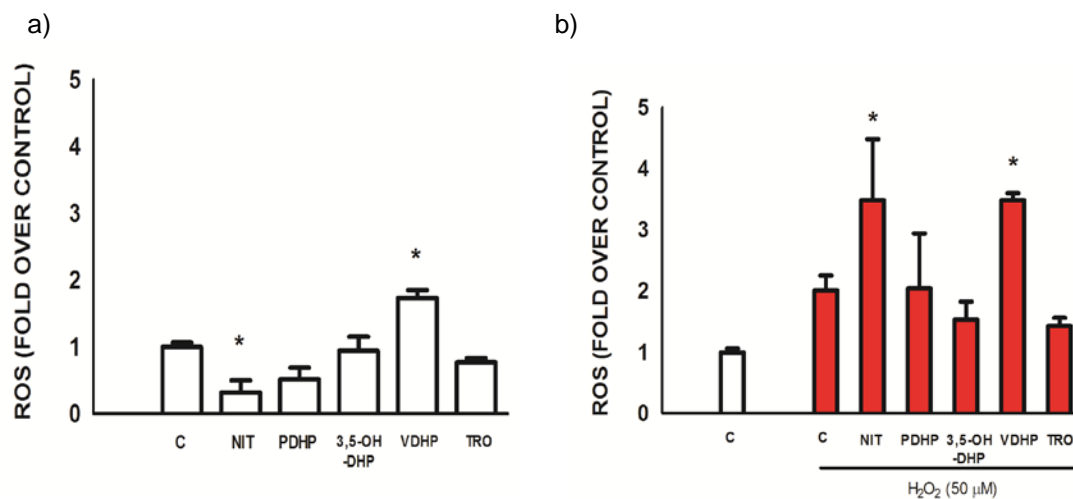 a)
ROS (FOLD OVER CONTROL)
5
4
3
2
1
0
*
*
C NIT PDHP 3,5-OH VDHP TRO
-DHP
b)
ROS (FOLD OVER CONTROL)
5
4
3
2
1
0
*
*
C C NIT PDHP 3,5-OH VDHP TRO
-DHP
H₂O₂ (50 µM)